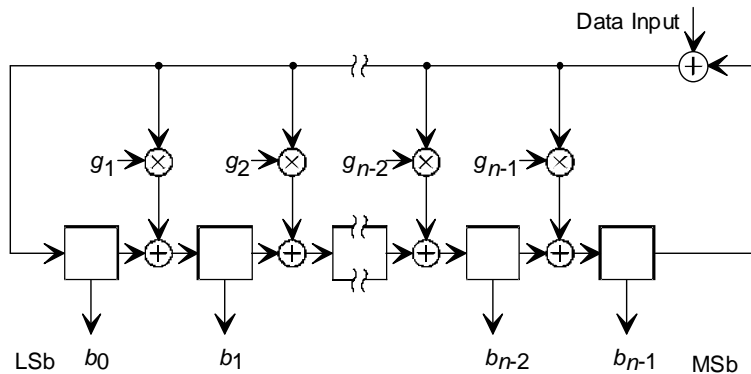 Data Input
g1 g2 gn-2 gn-1
LSb b0 b1 bn-2 bn-1 MSb